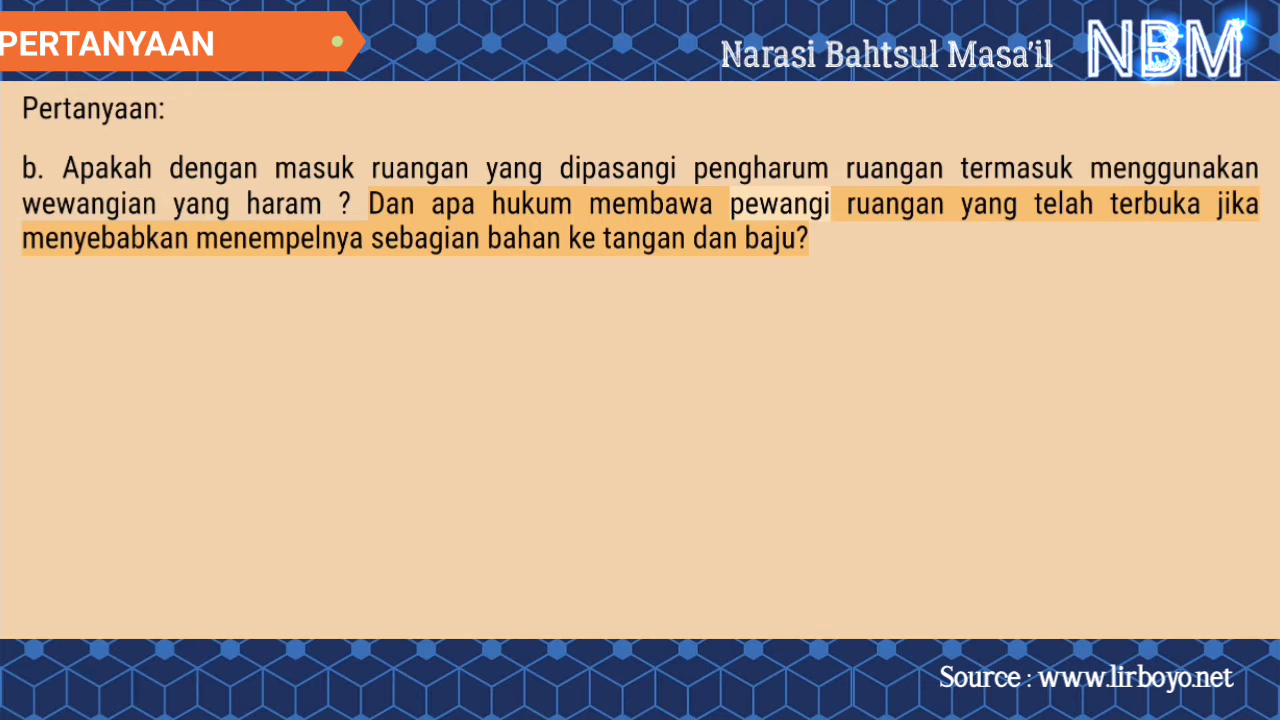 PERTANYAAN
Narasi Bahtsul Masa'il
NBM
Pertanyaan:
b. Apakah dengan masuk ruangan yang dipasangi pengharum ruangan termasuk menggunakan
wewangian yang haram ? Dan apa hukum membawa pewangi ruangan yang telah terbuka jika
menyebabkan menempelnya sebagian bahan ke tangan dan baju?
Source : www.lirboyo.net